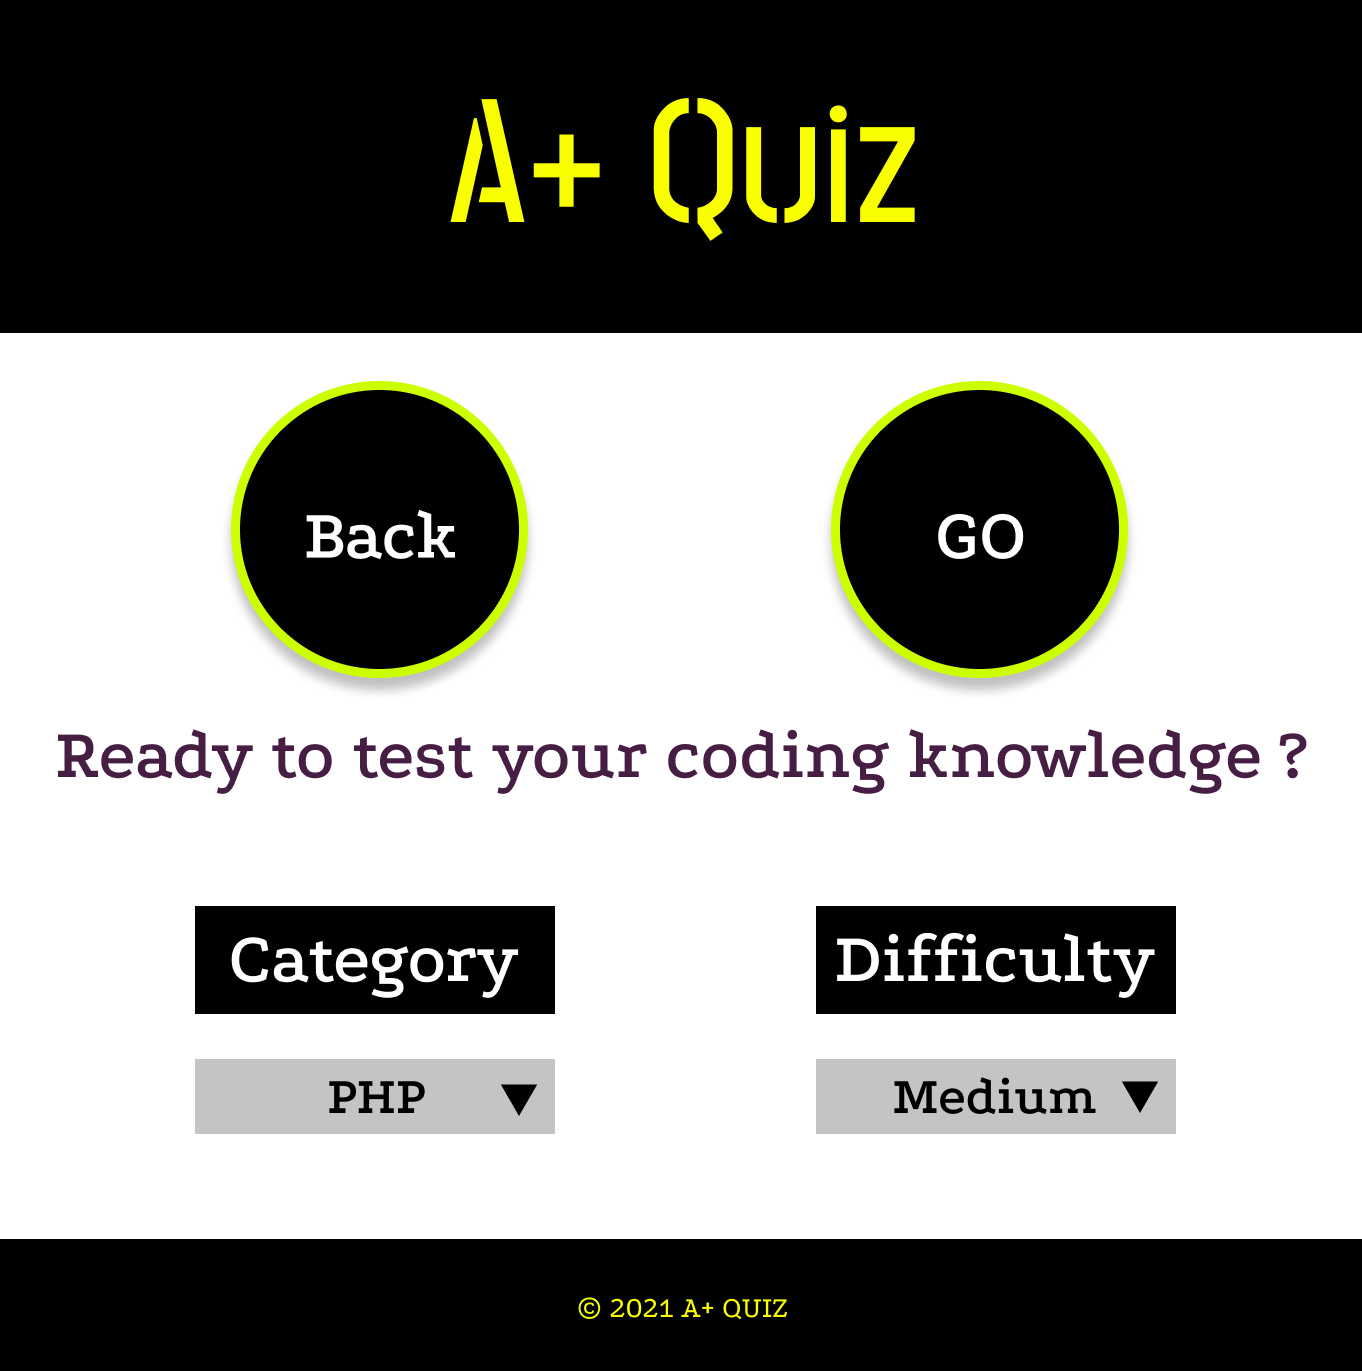 A+ Quiz
Back
GO
Ready to test your coding knowledge ?
Category
Difficulty
PHP
Medium
© 2021 A+ QUIZ